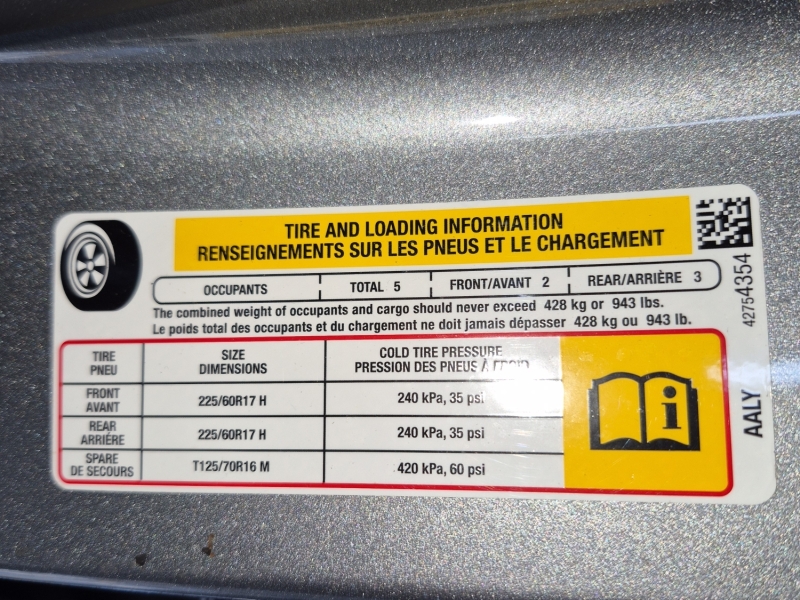 TIRE AND LOADING INFORMATION
RENSEIGNEMENTS SUR LES PNEUS ET LE CHARGEMENT
OCCUPANTS TOTAL 5 FRONT/AVANT 2 REAR/ARRIÈRE 3
The combined weight of occupants and cargo should never exceed 428 kg or 943 lbs.
Le poids total des occupants et du chargement ne doit jamais dépasser 428 kg ou 943 lb.
TIRE SIZE COLD TIRE PRESSURE
PNEU DIMENSIONS PRESSION DES PNEUS À FROID
FRONT
AVANT 225/60R17 H 240 kPa, 35 psi
REAR
ARRIÈRE 225/60R17 H 240 kPa, 35 psi
SPARE
DE SECOURS T125/70R16 M 420 kPa, 60 psi
42754354
AALY